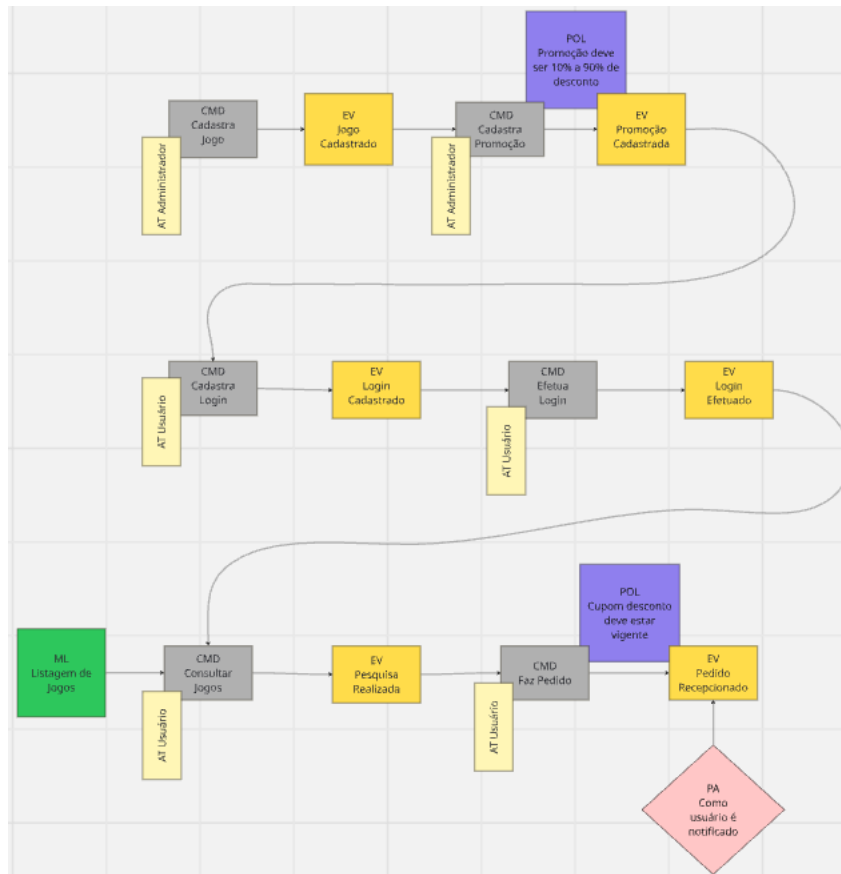 POL
Promoção deve
ser 10% a 90% de
desconto
CMD
Cadastra
Jogo
AT Administrador
EV
Jogo
Cadastrado
CMD
Cadastra
Promoção
AT Administrador
EV
Promoção
Cadastrada
CMD
Cadastra
Login
AT Usuário
EV
Login
Cadastrado
CMD
Efetua
Login
AT Usuário
EV
Login
Efetuado
POL
Cupom desconto
deve estar
vigente
ML
Listagem de
Jogos
CMD
Consultar
Jogos
AT Usuário
EV
Pesquisa
Realizada
CMD
Faz Pedido
AT Usuário
EV
Pedido
Recepcionado
PA
Como
usuário é
notificado